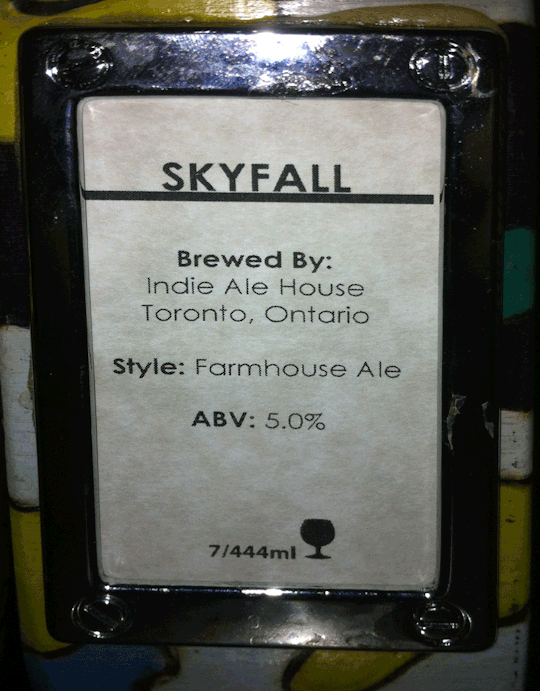 SKYFALL
Brewed By:
Indie Ale House
Toronto, Ontario
Style: Farmhouse Ale
ABV: 5.0%
7/444ml